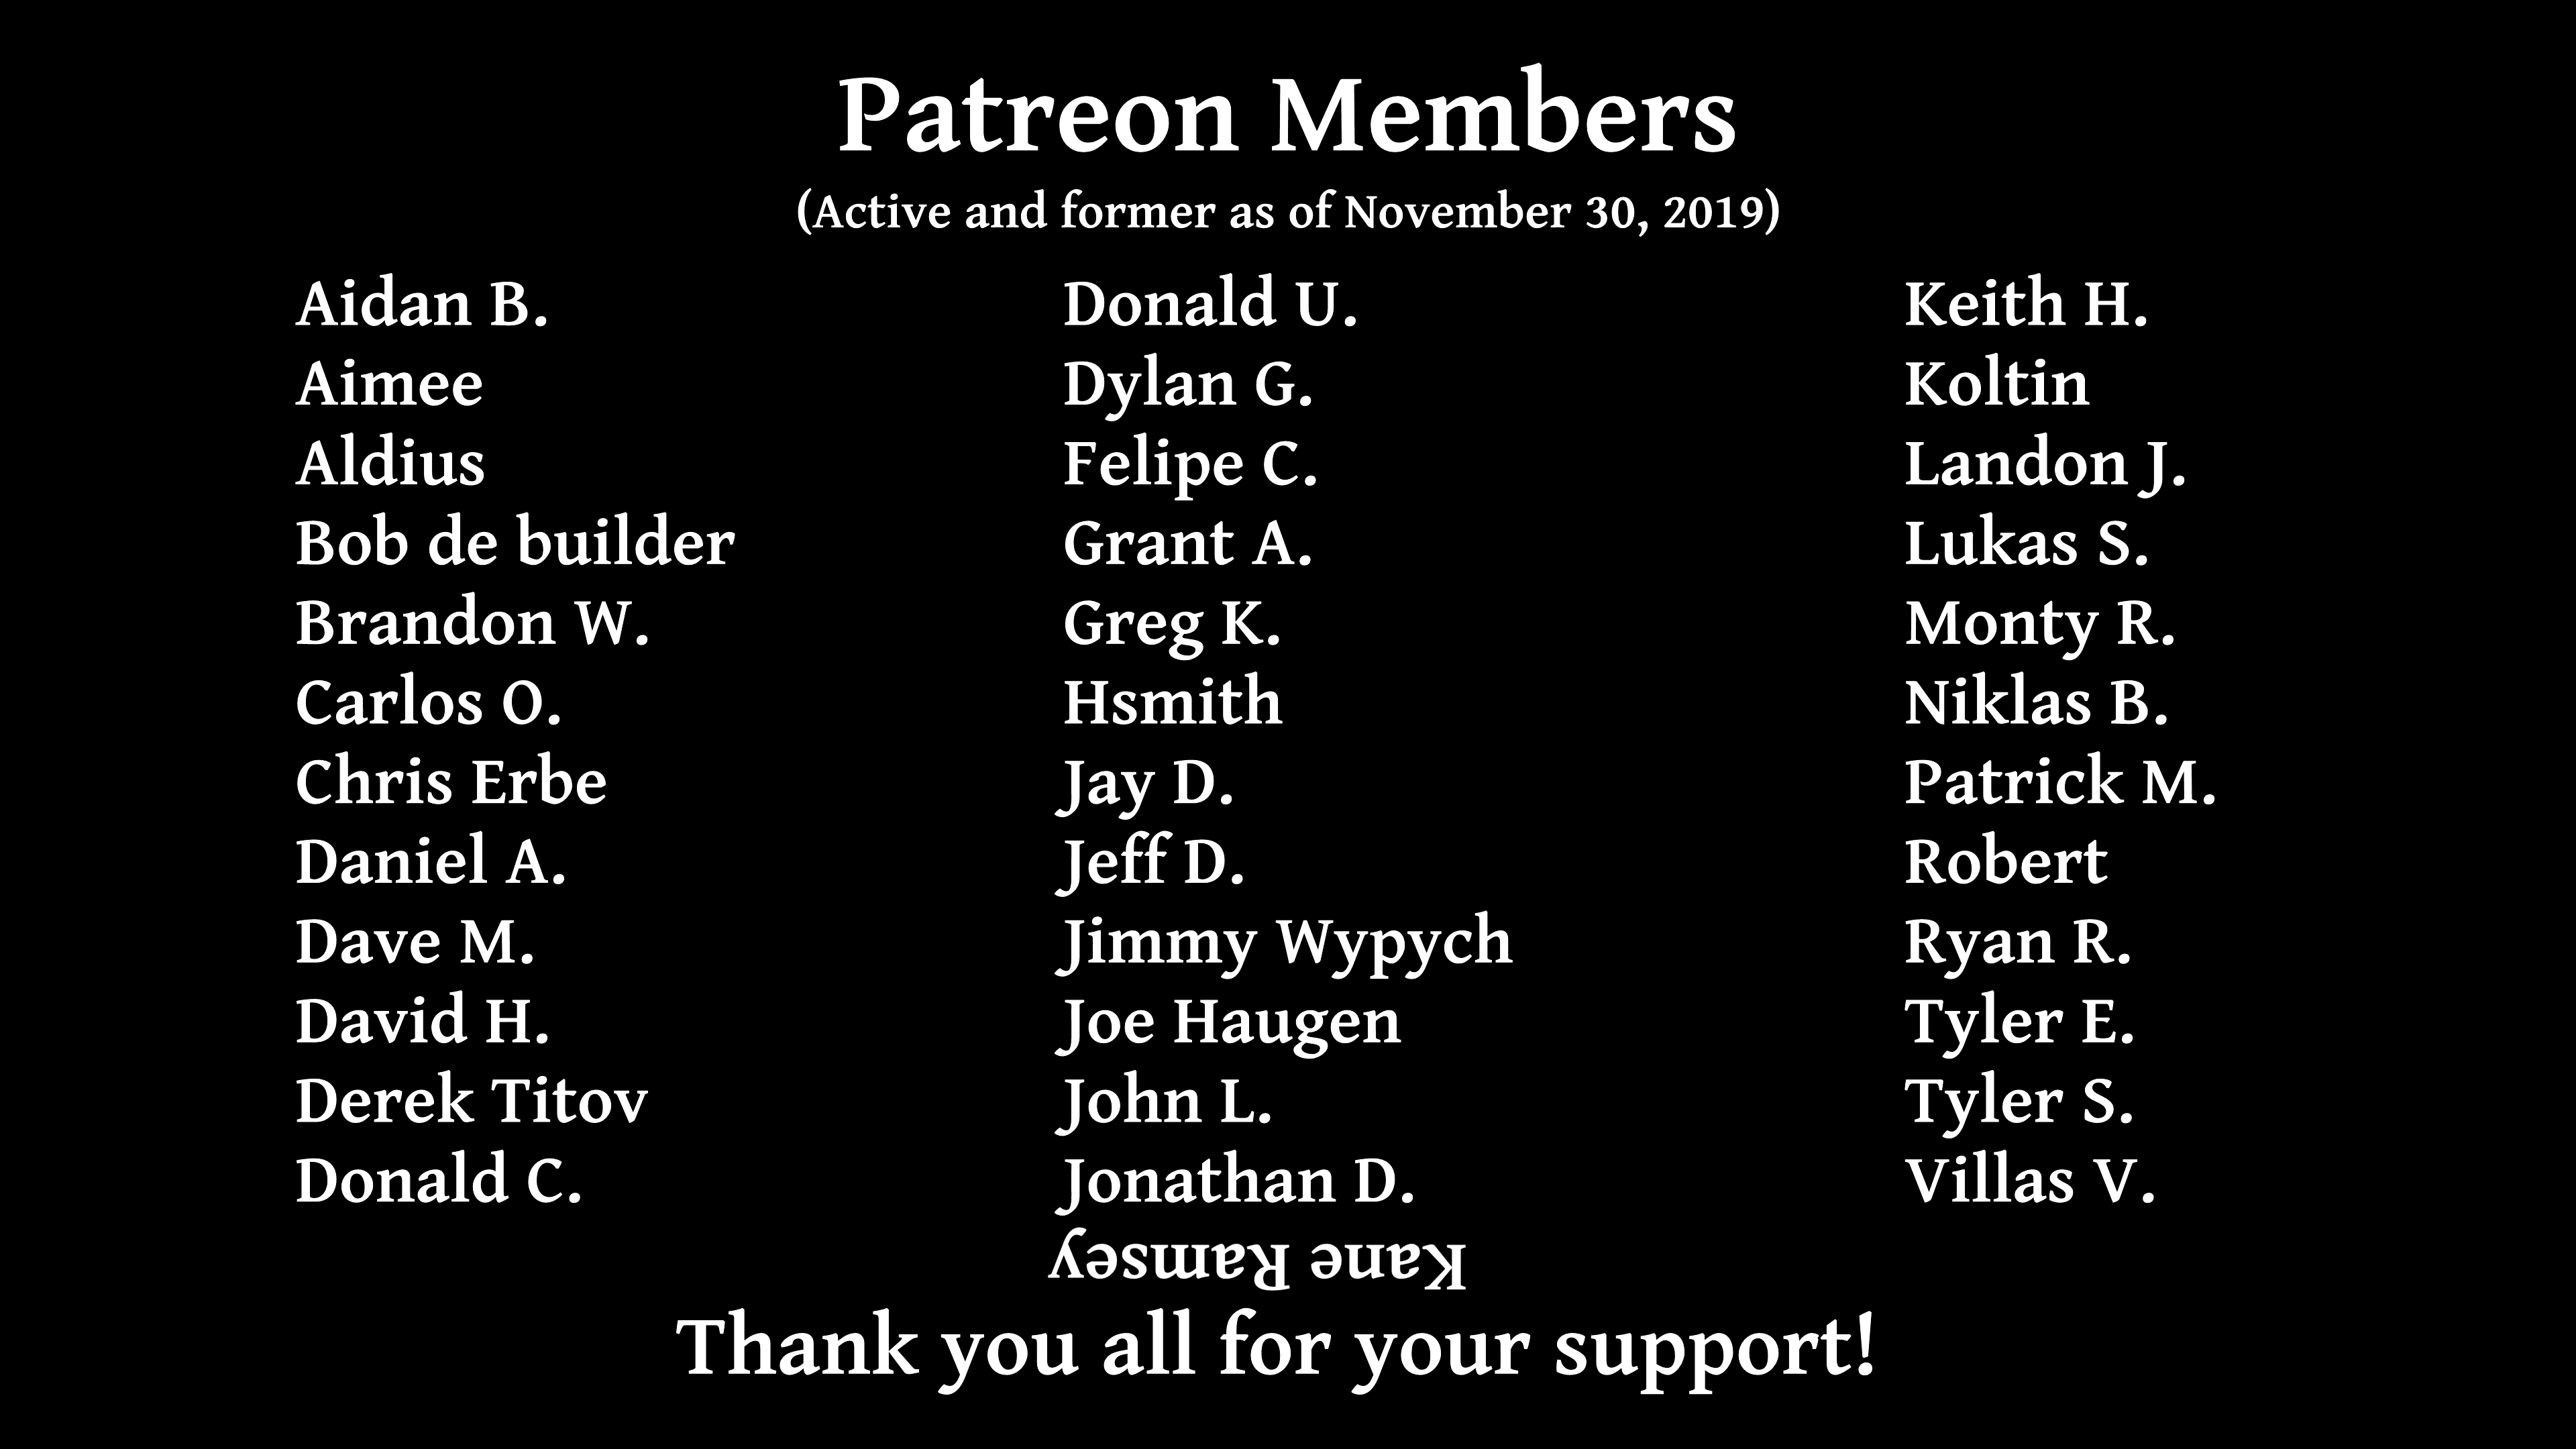 Patreon Members
(Active and former as of November 30, 2019)
Aidan B.
Aimee
Aldius
Bob de builder
Brandon W.
Carlos O.
Chris Erbe
Daniel A.
Dave M.
David H.
Derek Titov
Donald C.
Donald U.
Dylan G.
Felipe C.
Grant A.
Greg K.
Hsmith
Jay D.
Jeff D.
Jimmy Wypych
Joe Haugen
John L.
Jonathan D.
Kane Ramsey
Keith H.
Koltin
Landon J.
Lukas S.
Monty R.
Niklas B.
Patrick M.
Robert
Ryan R.
Tyler E.
Tyler S.
Villas V.
Thank you all for your support!